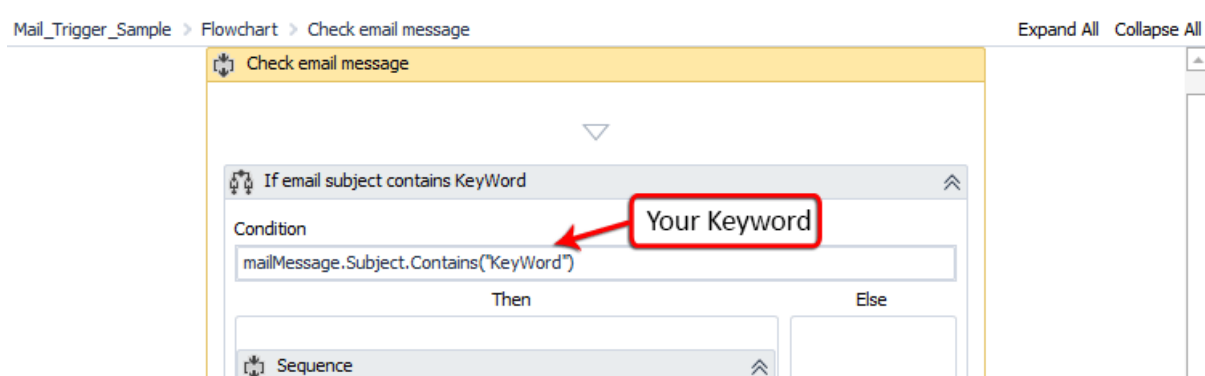 Mail_Trigger_Sample > Flowchart > Check email message Expand All Collapse All
Check email message
If email subject contains KeyWord
Your Keyword
Condition
mailMessage.Subject.Contains("KeyWord")
Then Else
Sequence